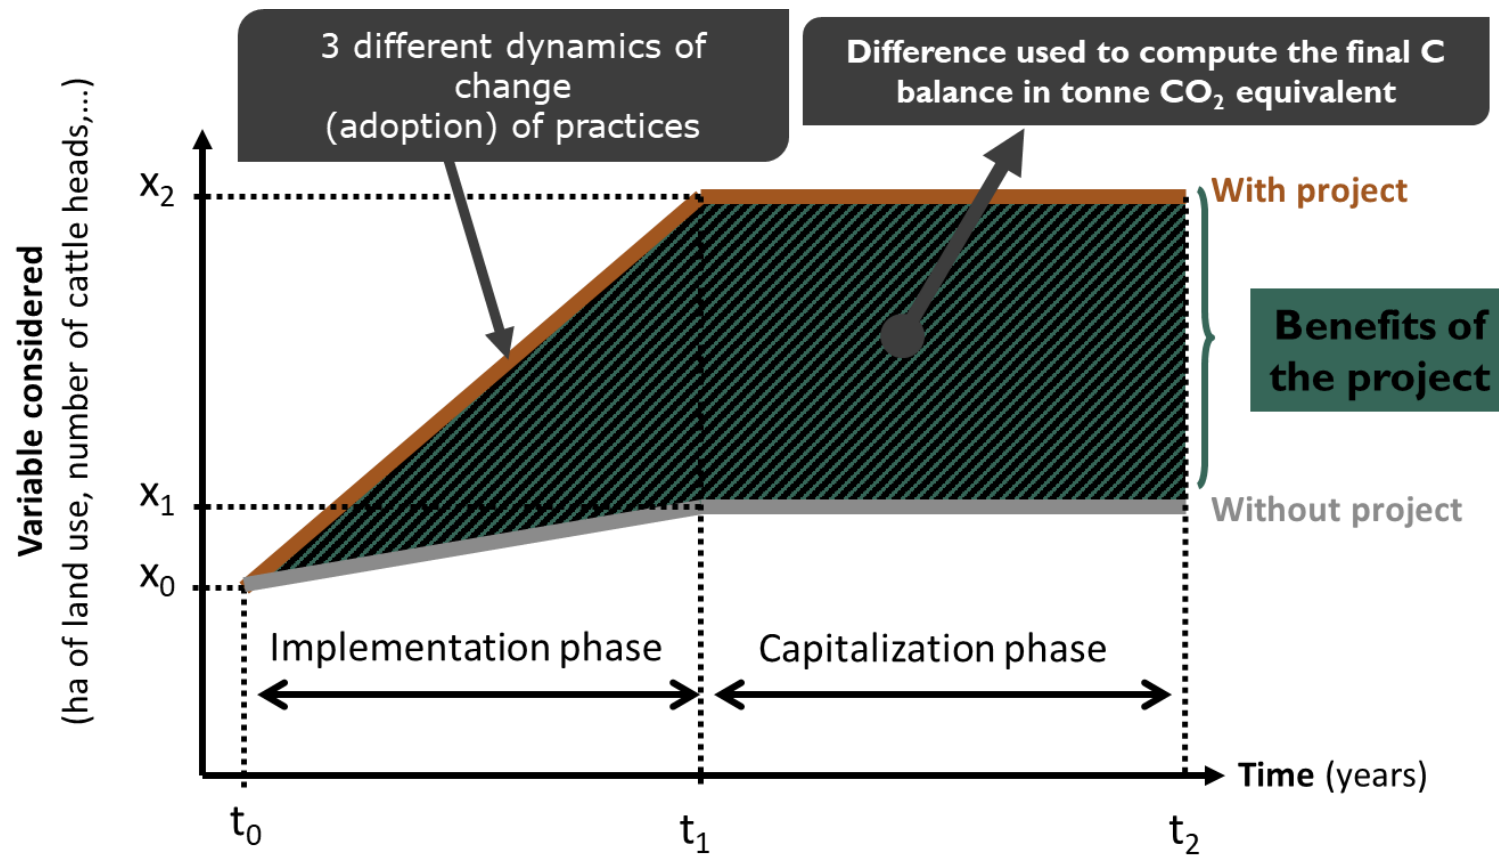 3 different dynamics of
change
(adoption) of practices
Difference used to compute the final C
balance in tonne CO₂ equivalent
Variable considered
(ha of land use, number of cattle heads,...)
x₂
With project
Benefits of
the project
x₁
Without project
x₀
Implementation phase
Capitalization phase
Time (years)
t₀
t₁
t₂